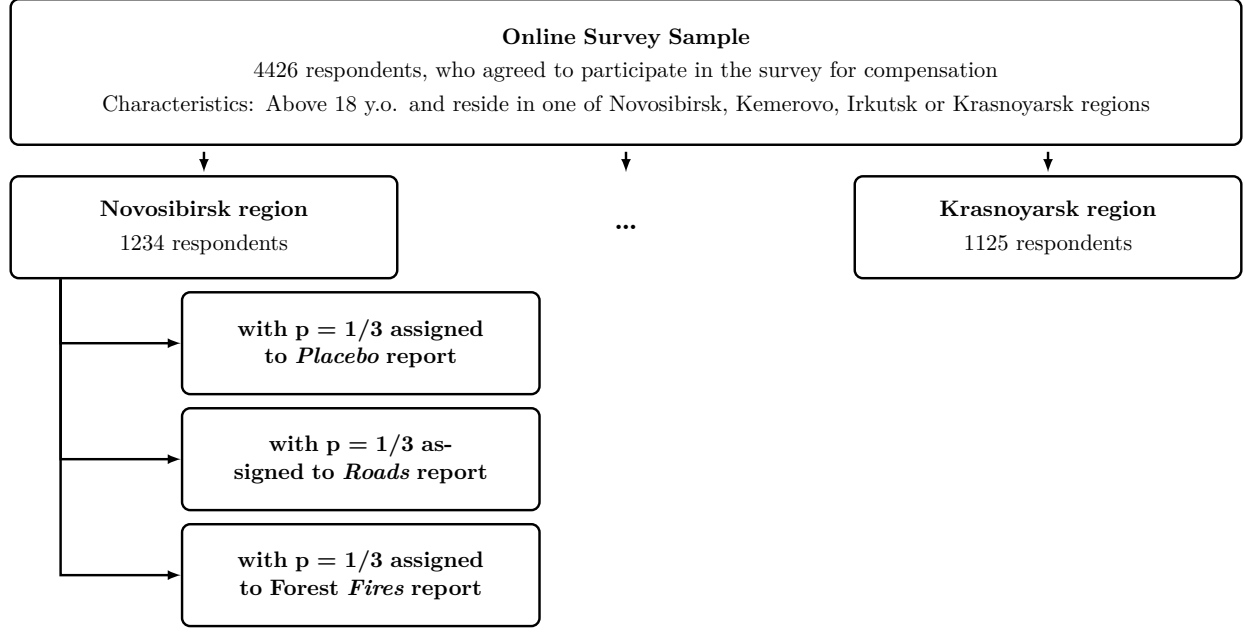 Online Survey Sample
4426 respondents, who agreed to participate in the survey for compensation
Characteristics: Above 18 y.o. and reside in one of Novosibirsk, Kemerovo, Irkutsk or Krasnoyarsk regions
Novosibirsk region
1234 respondents
...
Krasnoyarsk region
1125 respondents
with p = 1/3 assigned
to Placebo report
with p = 1/3 as-
signed to Roads report
with p = 1/3 assigned
to Forest Fires report